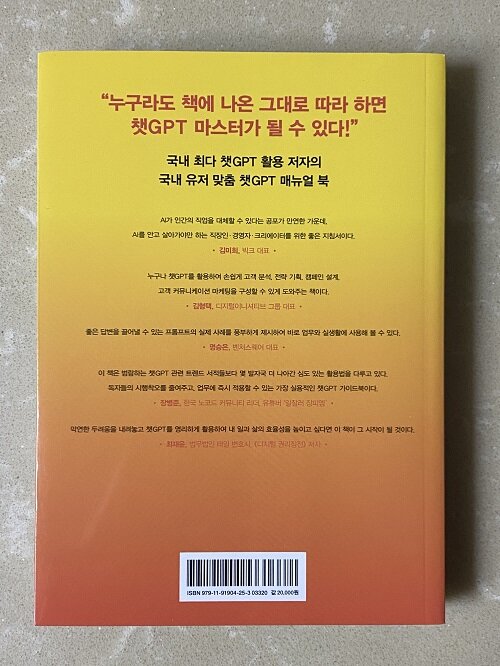 “누구라도 책에 나온 그대로 따라 하면
챗GPT 마스터가 될 수 있다!”
국내 최다 챗GPT 활용 저자의
국내 유저 맞춤 챗GPT 매뉴얼 북
AI가 인간의 직업을 대체할 수 있다는 공포가 만연한 가운데,
AI를 안고 살아가야만 하는 직장인·경영자·크리에이터를 위한 좋은 지침서이다.
• 김미희, 빅크 대표 •
누구나 챗GPT를 활용하여 손쉽게 고객 분석, 전략 기획, 캠페인 설계,
고객 커뮤니케이션 마케팅을 구성할 수 있게 도와주는 책이다.
• 김형택, 디지털이니셔티브 그룹 대표 •
좋은 답변을 끌어낼 수 있는 프롬프트의 실제 사례를 풍부하게 제시하여 바로 업무와 실생활에 사용해 볼 수 있다.
• 명승은, 벤처스퀘어 대표 •
이 책은 범람하는 챗GPT 관련 트렌드 서적들보다 몇 발자국 더 나아간 심도 있는 활용법을 다루고 있다.
독자들의 시행착오를 줄여주고, 업무에 즉시 적용할 수 있는 가장 실용적인 챗GPT 가이드북이다.
• 장병준, 한국 노코드 커뮤니티 리더, 유튜버 ‘일잘러 장피엠’ •
막연한 두려움을 내려놓고 챗GPT를 영리하게 활용하여 내 일과 삶의 효율성을 높이고 싶다면 이 책이 그 시작이 될 것이다.
• 최재윤, 법무법인 태일 변호사, 《디지털 권리장전》 저자 •
ISBN 979-11-91904-25-3 03320 값 20,000원